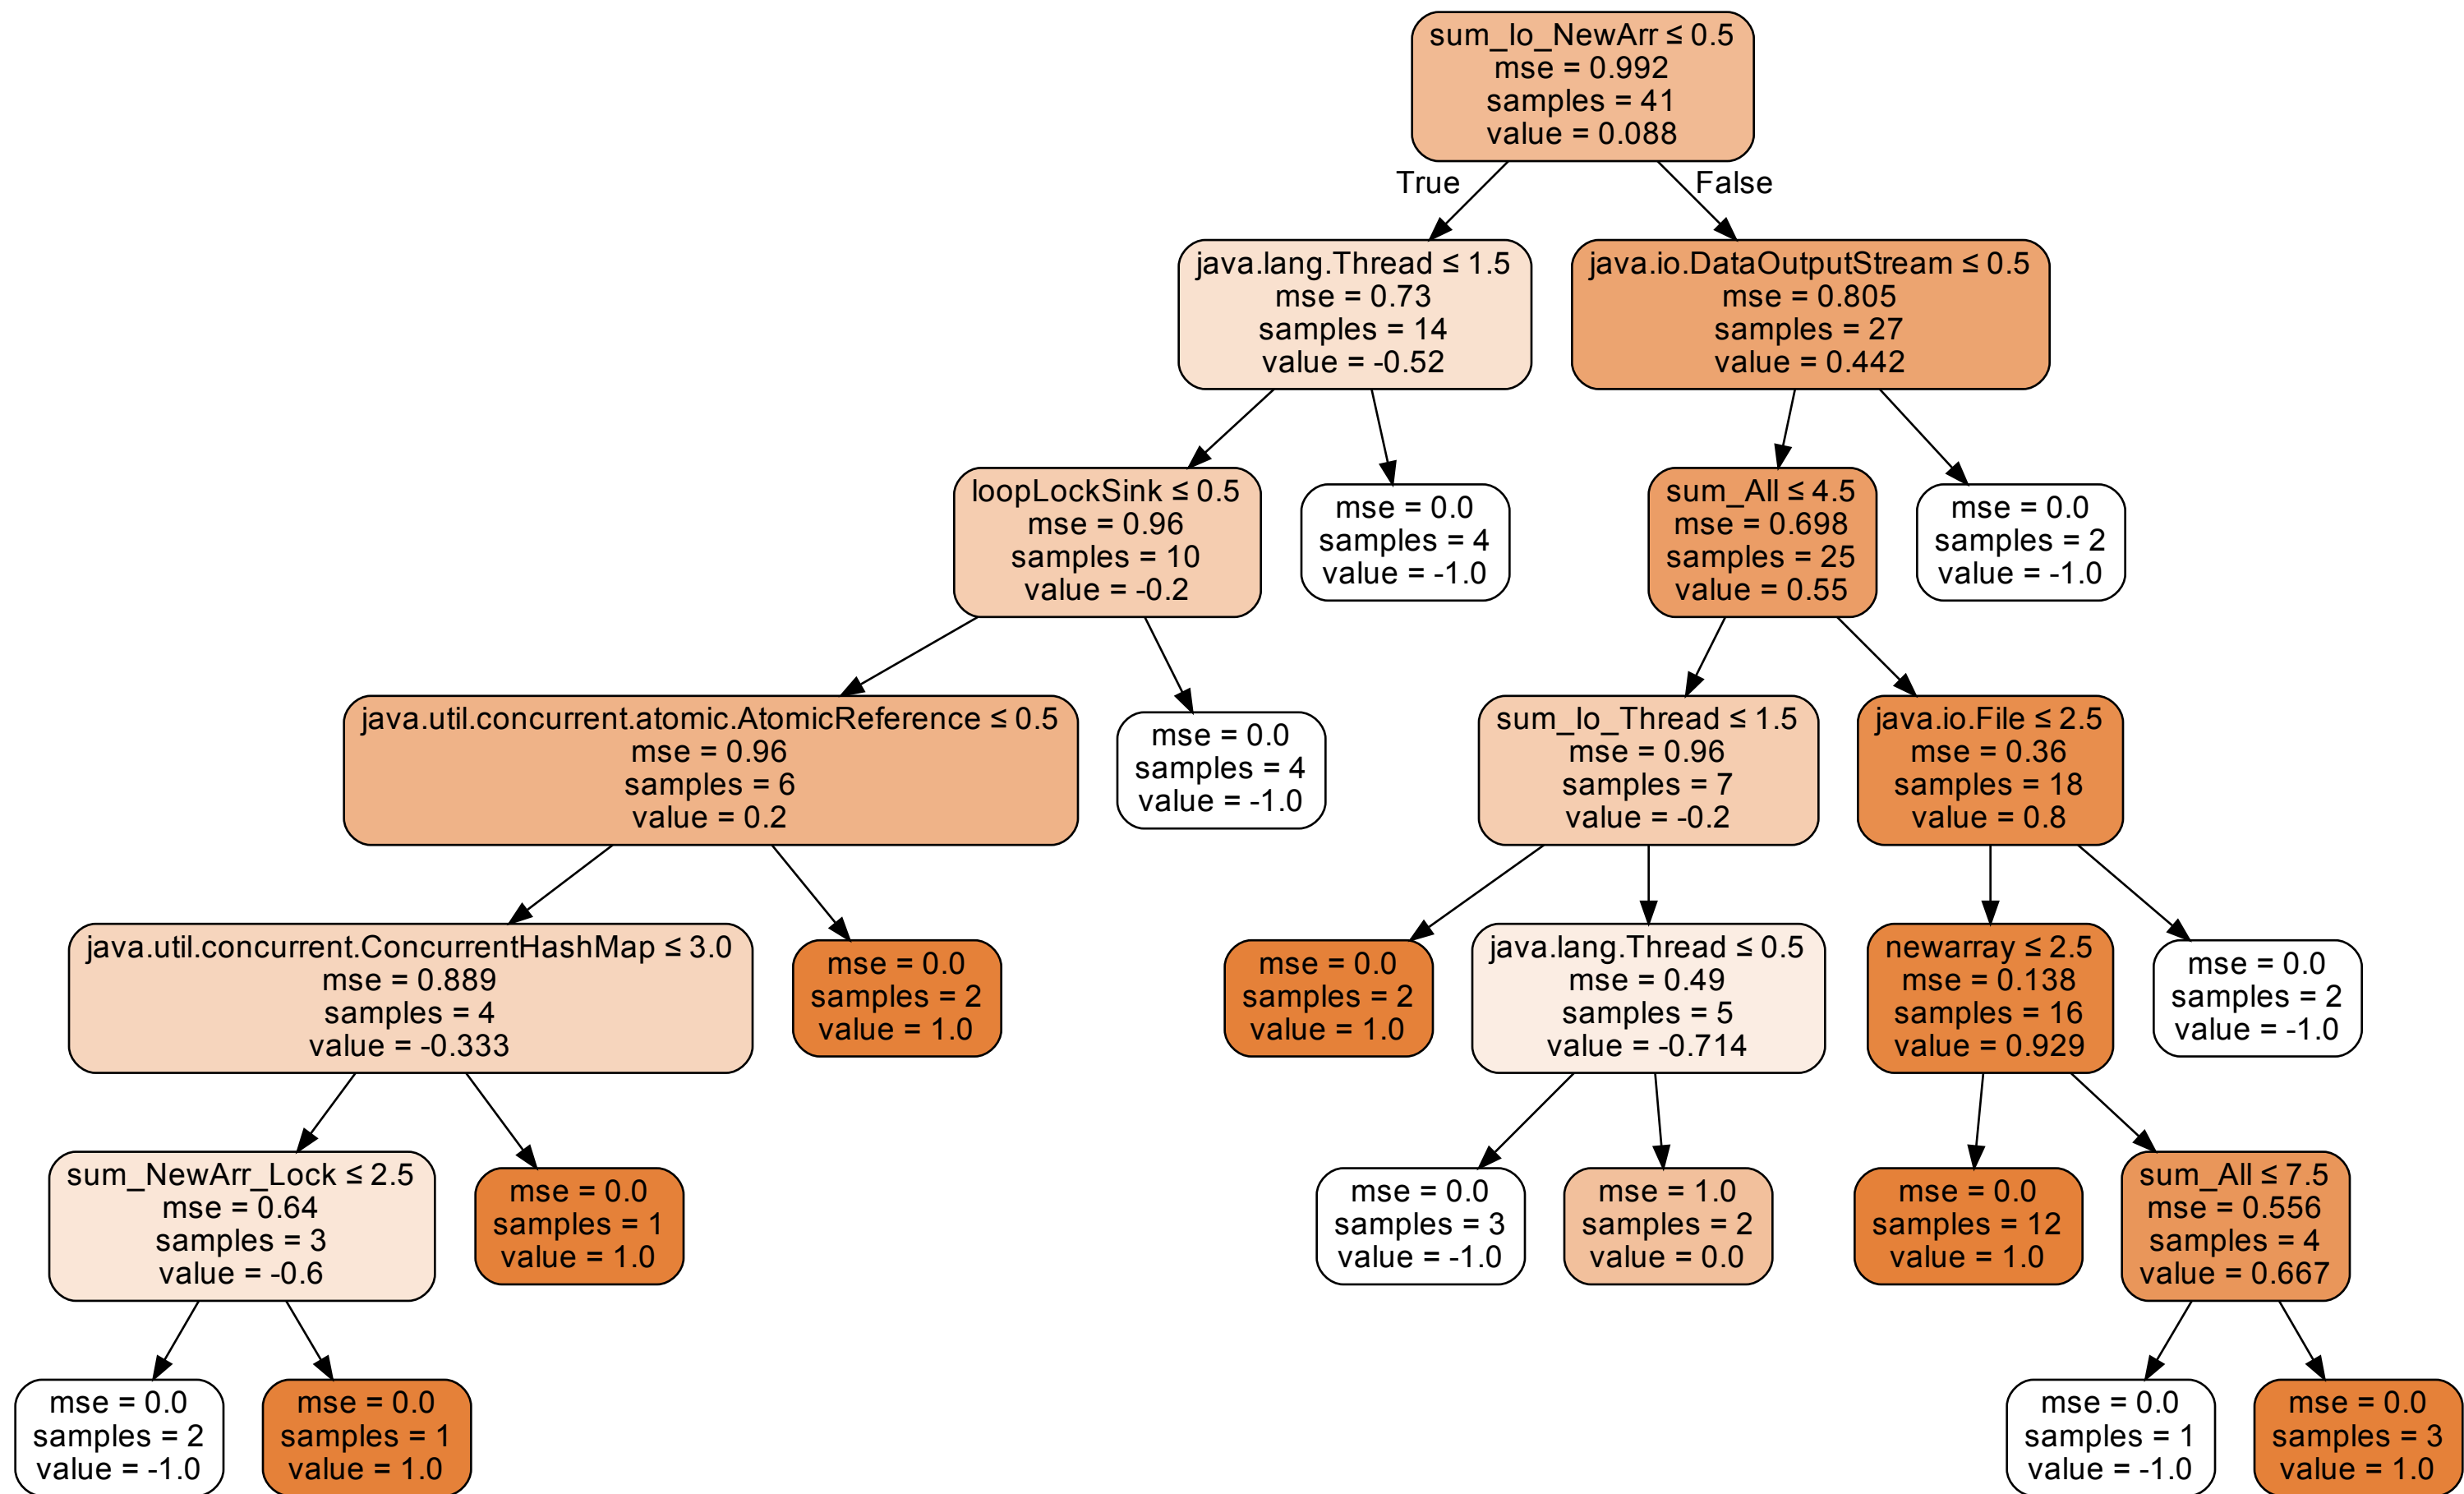 sum_Io_NewArr ≤ 0.5
mse = 0.992
samples = 41
value = 0.088
True
False
java.lang.Thread ≤ 1.5
mse = 0.73
samples = 14
value = -0.52
java.io.DataOutputStream ≤ 0.5
mse = 0.805
samples = 27
value = 0.442
loopLockSink ≤ 0.5
mse = 0.96
samples = 10
value = -0.2
mse = 0.0
samples = 4
value = -1.0
sum_All ≤ 4.5
mse = 0.698
samples = 25
value = 0.55
mse = 0.0
samples = 2
value = -1.0
java.util.concurrent.atomic.AtomicReference ≤ 0.5
mse = 0.96
samples = 6
value = 0.2
mse = 0.0
samples = 4
value = -1.0
sum_Io_Thread ≤ 1.5
mse = 0.96
samples = 7
value = -0.2
java.io.File ≤ 2.5
mse = 0.36
samples = 18
value = 0.8
java.util.concurrent.ConcurrentHashMap ≤ 3.0
mse = 0.889
samples = 4
value = -0.333
mse = 0.0
samples = 2
value = 1.0
mse = 0.0
samples = 2
value = 1.0
java.lang.Thread ≤ 0.5
mse = 0.49
samples = 5
value = -0.714
newarray ≤ 2.5
mse = 0.138
samples = 16
value = 0.929
mse = 0.0
samples = 2
value = -1.0
sum_NewArr_Lock ≤ 2.5
mse = 0.64
samples = 3
value = -0.6
mse = 0.0
samples = 1
value = 1.0
mse = 0.0
samples = 3
value = -1.0
mse = 1.0
samples = 2
value = 0.0
mse = 0.0
samples = 12
value = 1.0
sum_All ≤ 7.5
mse = 0.556
samples = 4
value = 0.667
mse = 0.0
samples = 2
value = -1.0
mse = 0.0
samples = 1
value = 1.0
mse = 0.0
samples = 1
value = -1.0
mse = 0.0
samples = 3
value = 1.0